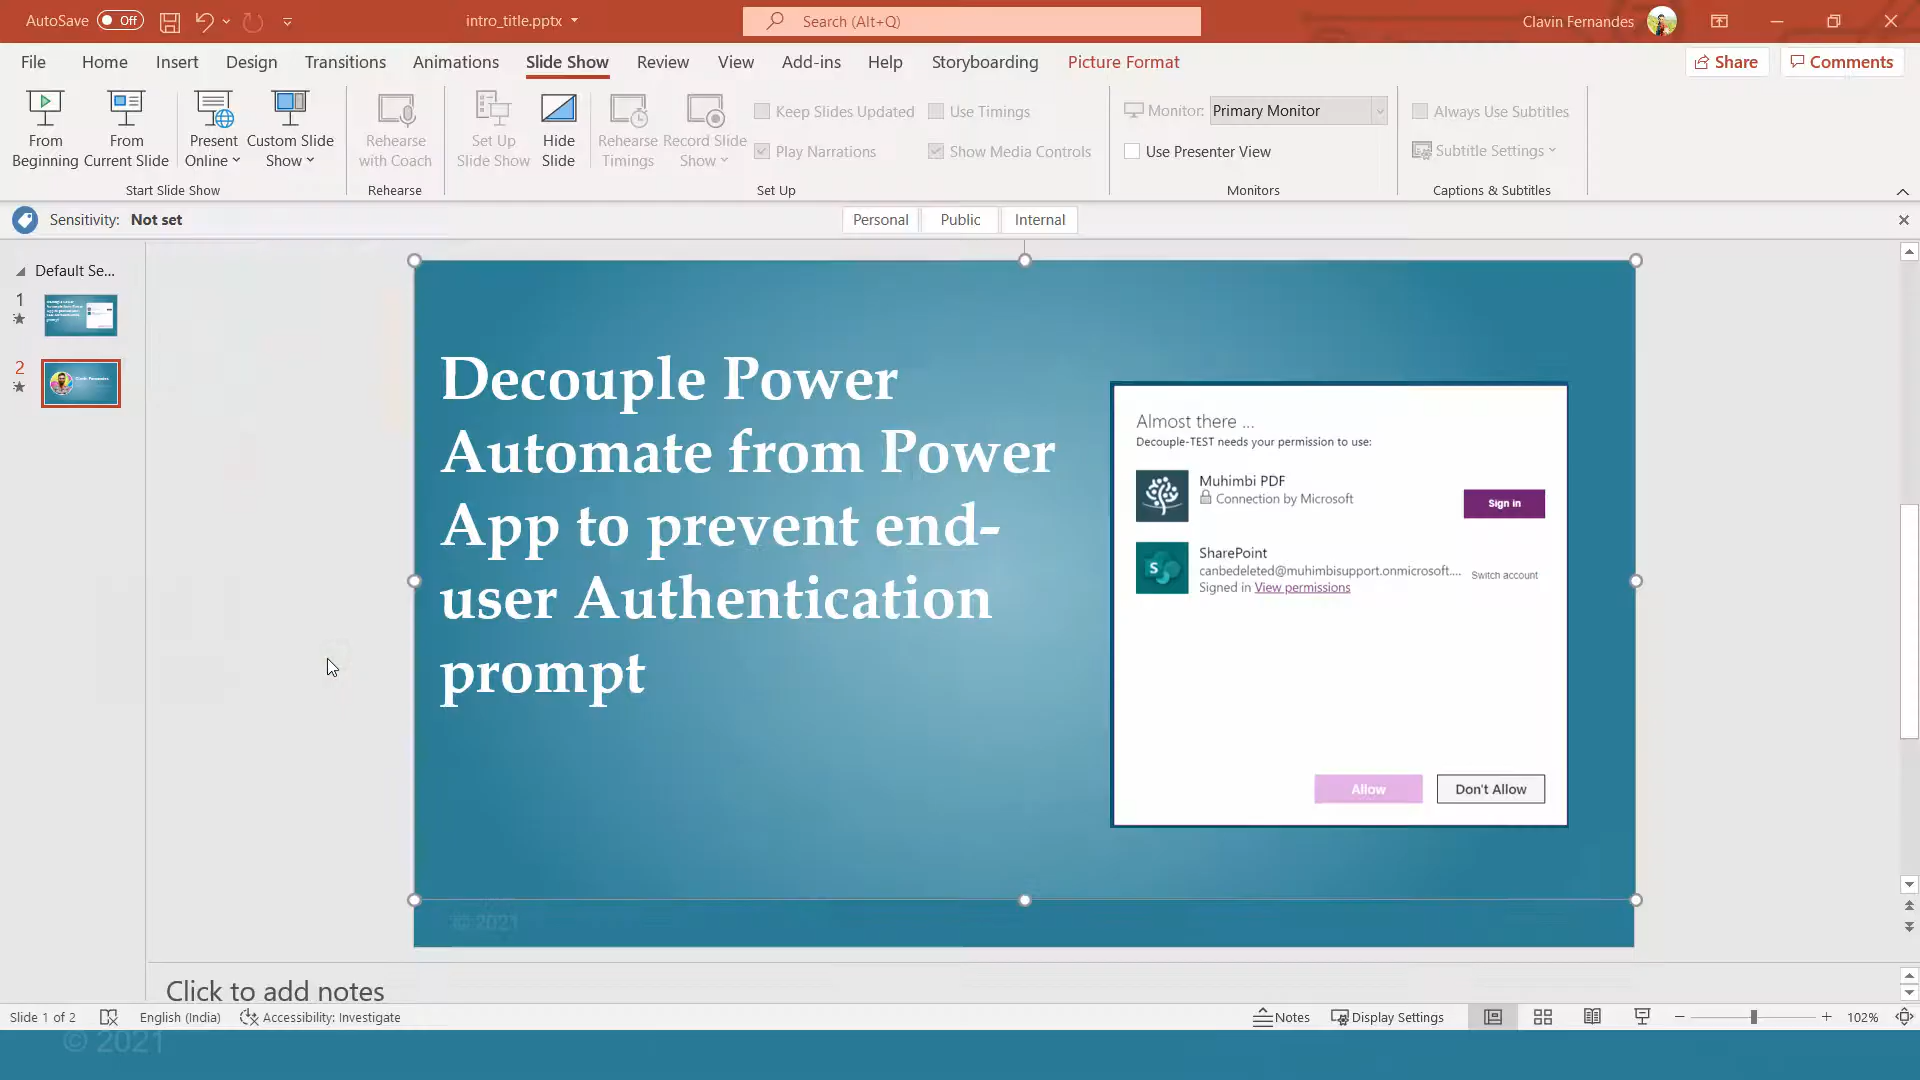 AutoSave Off intro_title.pptx Search (Alt+Q) Clavin Fernandes
File Home Insert Design Transitions Animations Slide Show Review View Add-ins Help Storyboarding Picture Format Share Comments
From Beginning
From Current Slide
Present Online
Custom Slide Show
Start Slide Show
Rehearse with Coach
Rehearse
Set Up Slide Show
Hide Slide
Rehearse Timings
Record Slide Show
Keep Slides Updated
Play Narrations
Use Timings
Show Media Controls
Set Up
Monitor: Primary Monitor
Use Presenter View
Monitors
Always Use Subtitles
Subtitle Settings
Captions & Subtitles
Sensitivity: Not set Personal Public Internal
Default Se...
1
2
Clavin Fernandes
Decouple Power
Automate from Power
App to prevent end-
user Authentication
prompt
Almost there ...
Decouple-TEST needs your permission to use:
Muhimbi PDF
Connection by Microsoft
Sign in
SharePoint
canbedeleted@muhimbisupport.onmicrosoft....
Signed in View permissions
Switch account
Allow Don't Allow
© 2021
Click to add notes
Slide 1 of 2 English (India) Accessibility: Investigate Notes Display Settings 102%
© 2021